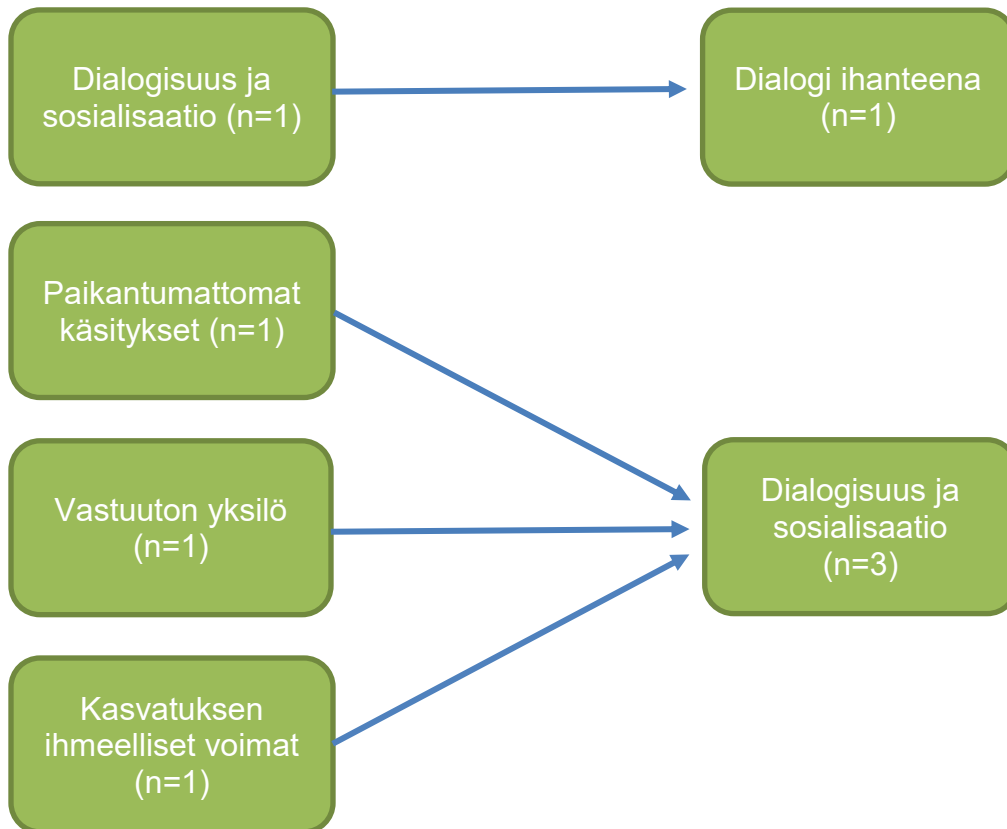 Dialogisuus ja
sosialisaatio (n=1)
Dialogi ihanteena
(n=1)
Paikantumattomat
käsitykset (n=1)
Vastuuton yksilö
(n=1)
Dialogisuus ja
sosialisaatio
(n=3)
Kasvatuksen
ihmeelliset voimat
(n=1)